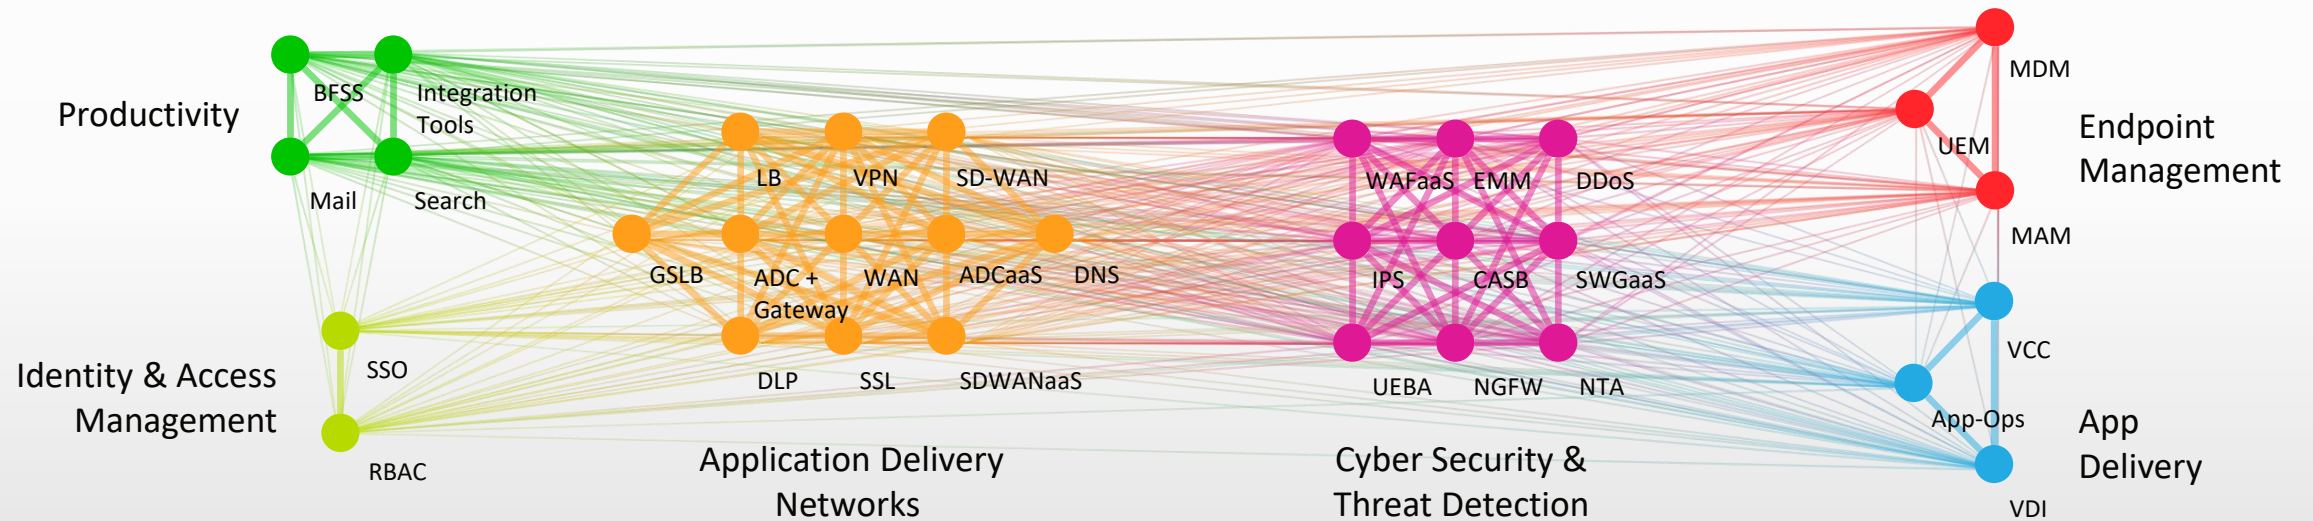 Productivity
BFSS
Integration
Tools
Mail
Search
Identity & Access
Management
SSO
RBAC
LB
VPN
SD-WAN
GSLB
ADC +
Gateway
WAN
ADCaaS
DNS
DLP
SSL
SDWANaaS
Application Delivery
Networks
WAFaaS
EMM
DDoS
IPS
CASB
SWGaaS
UEBA
NGFW
NTA
Cyber Security &
Threat Detection
MDM
UEM
MAM
Endpoint
Management
VCC
App-Ops
VDI
App
Delivery